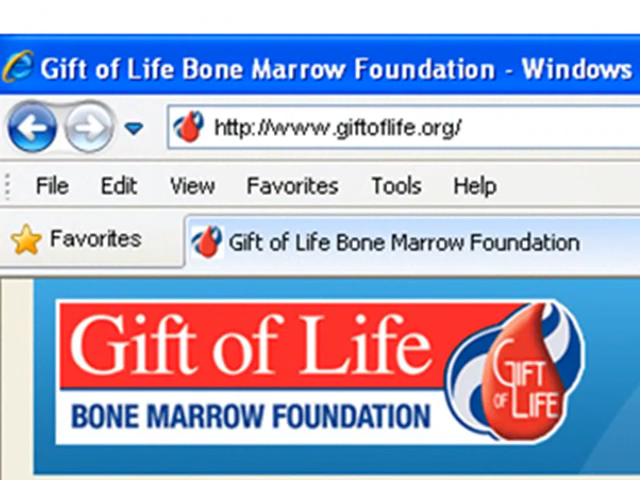 Gift of Life Bone Marrow Foundation - Windows
http://www.giftoflife.org/
File Edit View Favorites Tools Help
Favorites Gift of Life Bone Marrow Foundation
Gift of Life
BONE MARROW FOUNDATION
GIFT
OF LIFE